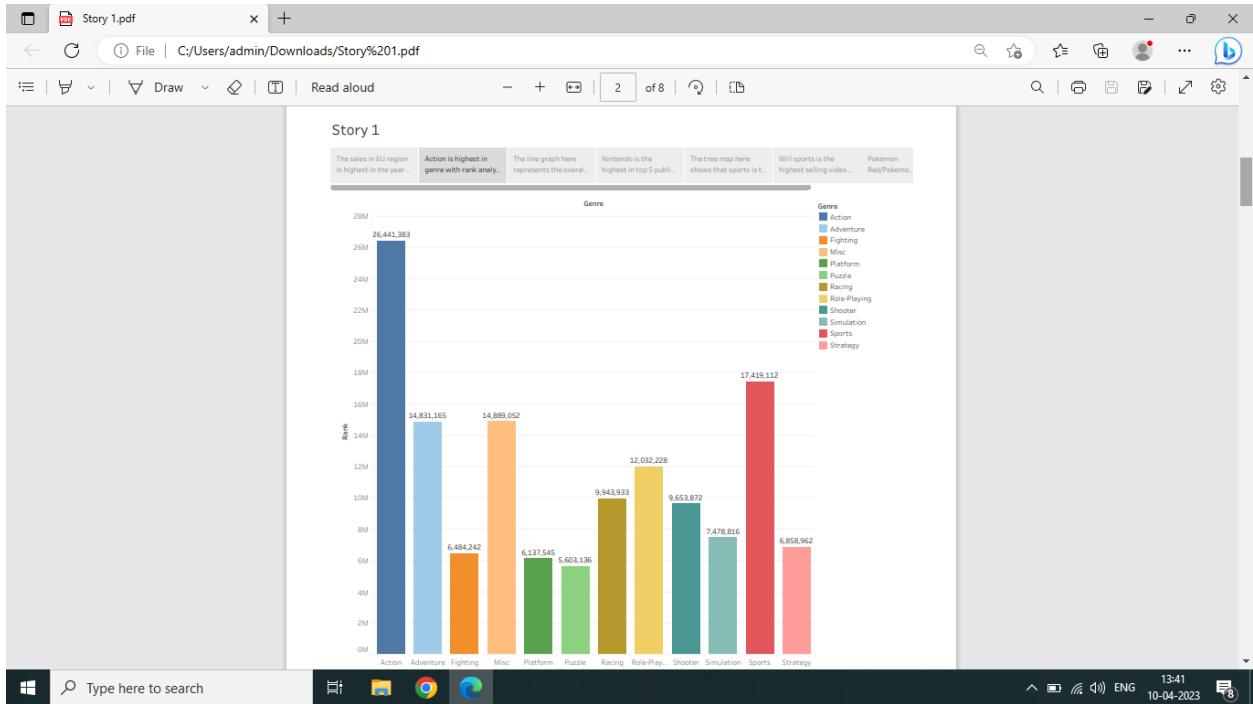 Story 1.pdf
File
C:/Users/admin/Downloads/Story%201.pdf
Draw
Read aloud
2
of 8
Story 1
The sales in EU region
is highest in the year ..
Action is highest in
genre with rank analy..
The line graph here
represents the overal..
Nintendo is the
highest in top 5 publi..
The tree map here
shows that sports is t..
Will sports is the
highest selling video ..
Pokemon
Red/Pokemo..
Genre
28M
26M
24M
22M
20M
18M
16M
14M
12M
10M
8M
6M
4M
2M
0M
Rank
26,441,383
14,831,165
6,484,242
14,889,052
6,137,545
5,603,136
9,943,933
12,032,228
9,653,872
7,478,816
17,419,112
6,858,962
Action
Adventure
Fighting
Misc
Platform
Puzzle
Racing
Role-Play..
Shooter
Simulation
Sports
Strategy
Genre
Action
Adventure
Fighting
Misc
Platform
Puzzle
Racing
Role-Playing
Shooter
Simulation
Sports
Strategy
Type here to search
ENG
13:41
10-04-2023
8